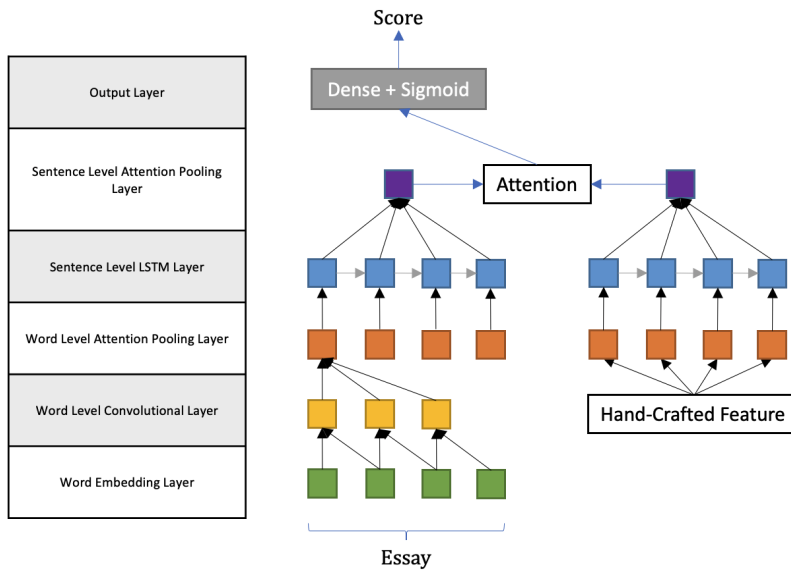 Score
Output Layer
Dense + Sigmoid
Sentence Level Attention Pooling
Layer
Attention
Sentence Level LSTM Layer
Word Level Attention Pooling Layer
Word Level Convolutional Layer
Hand-Crafted Feature
Word Embedding Layer
Essay